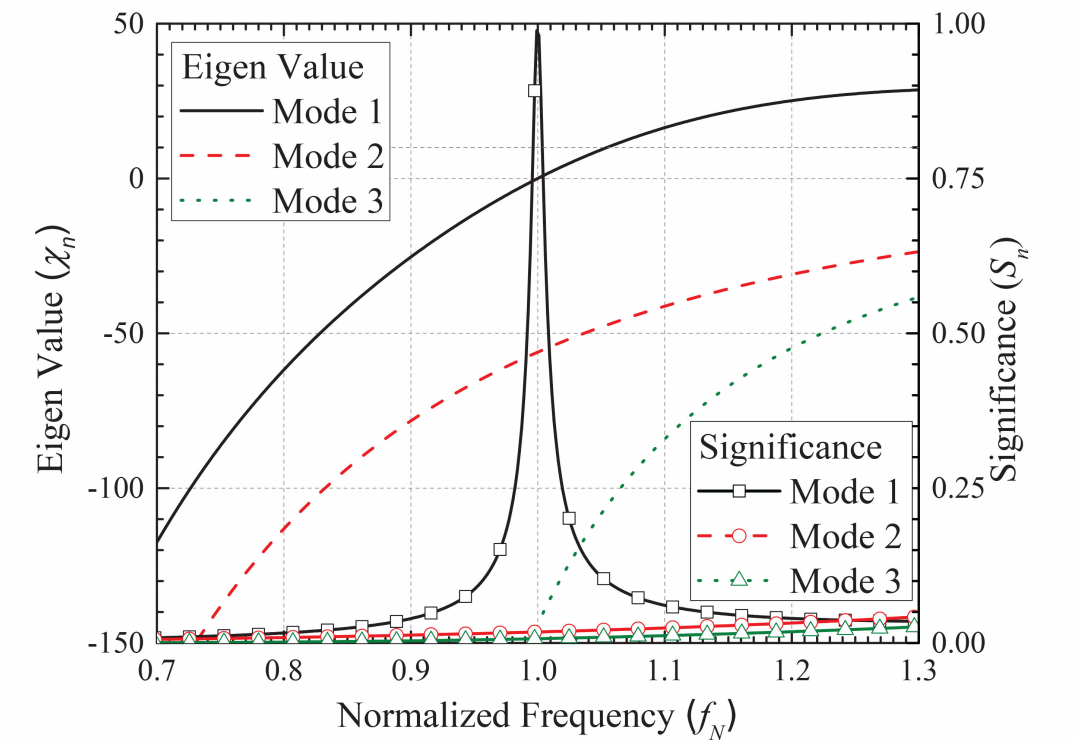 50
0
-50
-100
-150
Eigen Value (χn)
Eigen Value
Mode 1
Mode 2
Mode 3
1.00
0.75
0.50
0.25
0.00
Significance (Sn)
Significance
Mode 1
Mode 2
Mode 3
0.7 0.8 0.9 1.0 1.1 1.2 1.3
Normalized Frequency (fN)